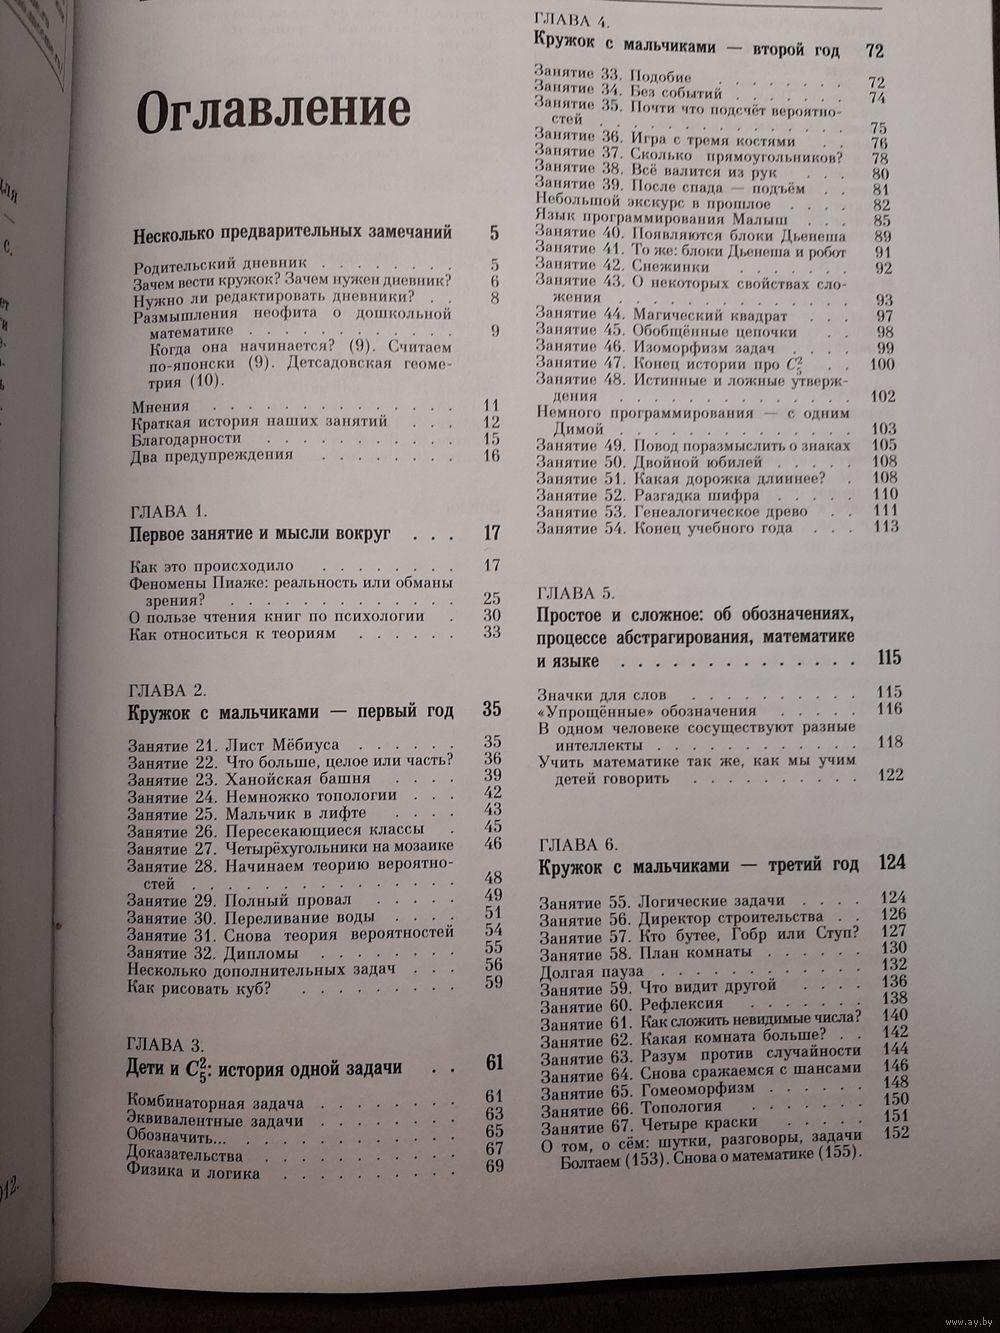 Оглавление
Несколько предварительных замечаний 5
Родительский дневник . . . . . . . . 5
Зачем вести кружок? Зачем нужен дневник? 6
Нужно ли редактировать дневники? . . 8
Размышления неофита о дошкольной
математике . . . . . . . . . . . . 9
Когда она начинается? (9). Считаем
по-японски (9). Детсадовская геоме-
трия (10).
Мнения . . . . . . . . . . . . . . 11
Краткая история наших занятий . . . 12
Благодарности . . . . . . . . . . 15
Два предупреждения . . . . . . . . 16
ГЛАВА 1.
Первое занятие и мысли вокруг . . . 17
Как это происходило . . . . . . . 17
Феномены Пиаже: реальность или обманы
зрения? . . . . . . . . . . . . . 25
О пользе чтения книг по психологии . 30
Как относиться к теориям . . . . . . 33
ГЛАВА 2.
Кружок с мальчиками — первый год 35
Занятие 21. Лист Мёбиуса . . . . . . 35
Занятие 22. Что больше, целое или часть? 36
Занятие 23. Ханойская башня . . . . 39
Занятие 24. Немножко топологии . . . 42
Занятие 25. Мальчик в лифте . . . . 43
Занятие 26. Пересекающиеся классы . 45
Занятие 27. Четырёхугольники на мозаике 46
Занятие 28. Начинаем теорию вероятно-
стей . . . . . . . . . . . . . . . 48
Занятие 29. Полный провал . . . . . 49
Занятие 30. Переливание воды . . . . 51
Занятие 31. Снова теория вероятностей 54
Занятие 32. Дипломы . . . . . . . 55
Несколько дополнительных задач . . . 56
Как рисовать куб? . . . . . . . . . 59
ГЛАВА 3.
Дети и C²₅: история одной задачи . . 61
Комбинаторная задача . . . . . . . . 61
Эквивалентные задачи . . . . . . . . 63
Обозначить... . . . . . . . . . . . . 65
Доказательства . . . . . . . . . . 67
Физика и логика . . . . . . . . . 69
ГЛАВА 4.
Кружок с мальчиками — второй год 72
Занятие 33. Подобие . . . . . . . 72
Занятие 34. Без событий . . . . . . 74
Занятие 35. Почти что подсчёт вероятно-
стей . . . . . . . . . . . . . . 75
Занятие 36. Игра с тремя костями . . 76
Занятие 37. Сколько прямоугольников? 78
Занятие 38. Всё валится из рук . . . 80
Занятие 39. После спада — подъём . . 81
Небольшой экскурс в прошлое . . . . 82
Язык программирования Малыш . . . 85
Занятие 40. Появляются блоки Дьенеша 89
Занятие 41. То же: блоки Дьенеша и робот 91
Занятие 42. Снежинки . . . . . . . 92
Занятие 43. О некоторых свойствах сло-
жения . . . . . . . . . . . . . . 93
Занятие 44. Магический квадрат . . . 97
Занятие 45. Обобщённые цепочки . . 98
Занятие 46. Изоморфизм задач . . . . 99
Занятие 47. Конец истории про C²₅ . . 100
Занятие 48. Истинные и ложные утверж-
дения . . . . . . . . . . . . . . 102
Немного программирования — с одним
Димой . . . . . . . . . . . . . . 103
Занятие 49. Повод поразмыслить о знаках 105
Занятие 50. Двойной юбилей . . . . . 108
Занятие 51. Какая дорожка длиннее? . 108
Занятие 52. Разгадка шифра . . . . . 110
Занятие 53. Генеалогическое древо . . 111
Занятие 54. Конец учебного года . . . 113
ГЛАВА 5.
Простое и сложное: об обозначениях,
процессе абстрагирования, математике
и языке . . . . . . . . . . . . . . 115
Значки для слов . . . . . . . . . . 115
«Упрощённые» обозначения . . . . . 116
В одном человеке сосуществуют разные
интеллекты . . . . . . . . . . . . 118
Учить математике так же, как мы учим
детей говорить . . . . . . . . . . 122
ГЛАВА 6.
Кружок с мальчиками — третий год 124
Занятие 55. Логические задачи . . . . 124
Занятие 56. Директор строительства . . 126
Занятие 57. Кто бутее, Гобр или Ступ? 127
Занятие 58. План комнаты . . . . . . 130
Долгая пауза . . . . . . . . . . . . 132
Занятие 59. Что видит другой . . . . 136
Занятие 60. Рефлексия . . . . . . . 138
Занятие 61. Как сложить невидимые числа? 140
Занятие 62. Какая комната больше? . . 142
Занятие 63. Разум против случайности 144
Занятие 64. Снова сражаемся с шансами 146
Занятие 65. Гомеоморфизм . . . . . . 148
Занятие 66. Топология . . . . . . . 150
Занятие 67. Четыре краски . . . . . 151
О том, о сём: шутки, разговоры, задачи 152
Болтаем (153). Снова о математике (155).
www.ay.by